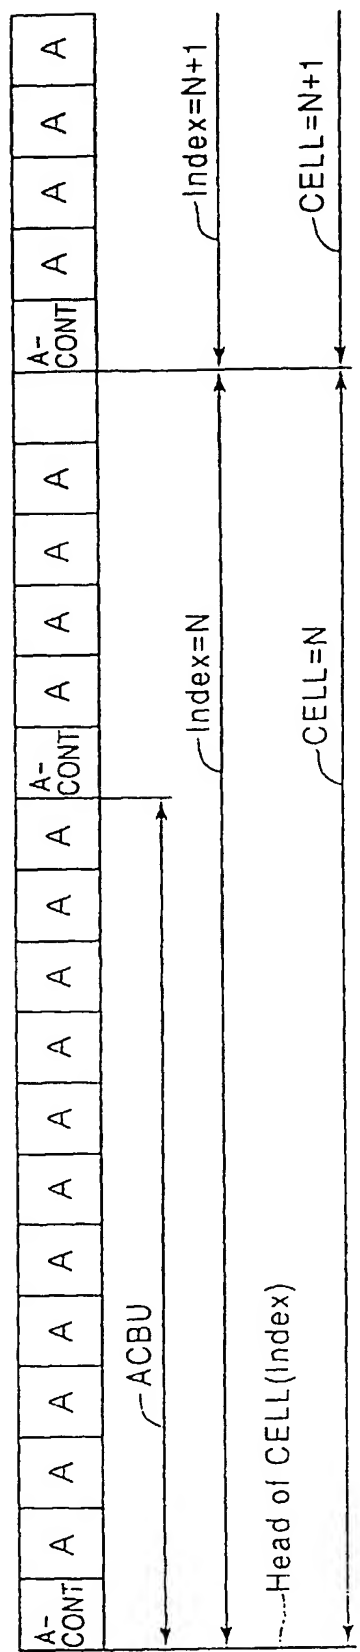 A-
CONT
A
A
A
A
A
A
A
A
A
A
A
A-
CONT
A
A
A
A
A-
CONT
A
A
A
A
ACBU
Index=N
Index=N+1
Head of CELL(Index)
CELL=N
CELL=N+1